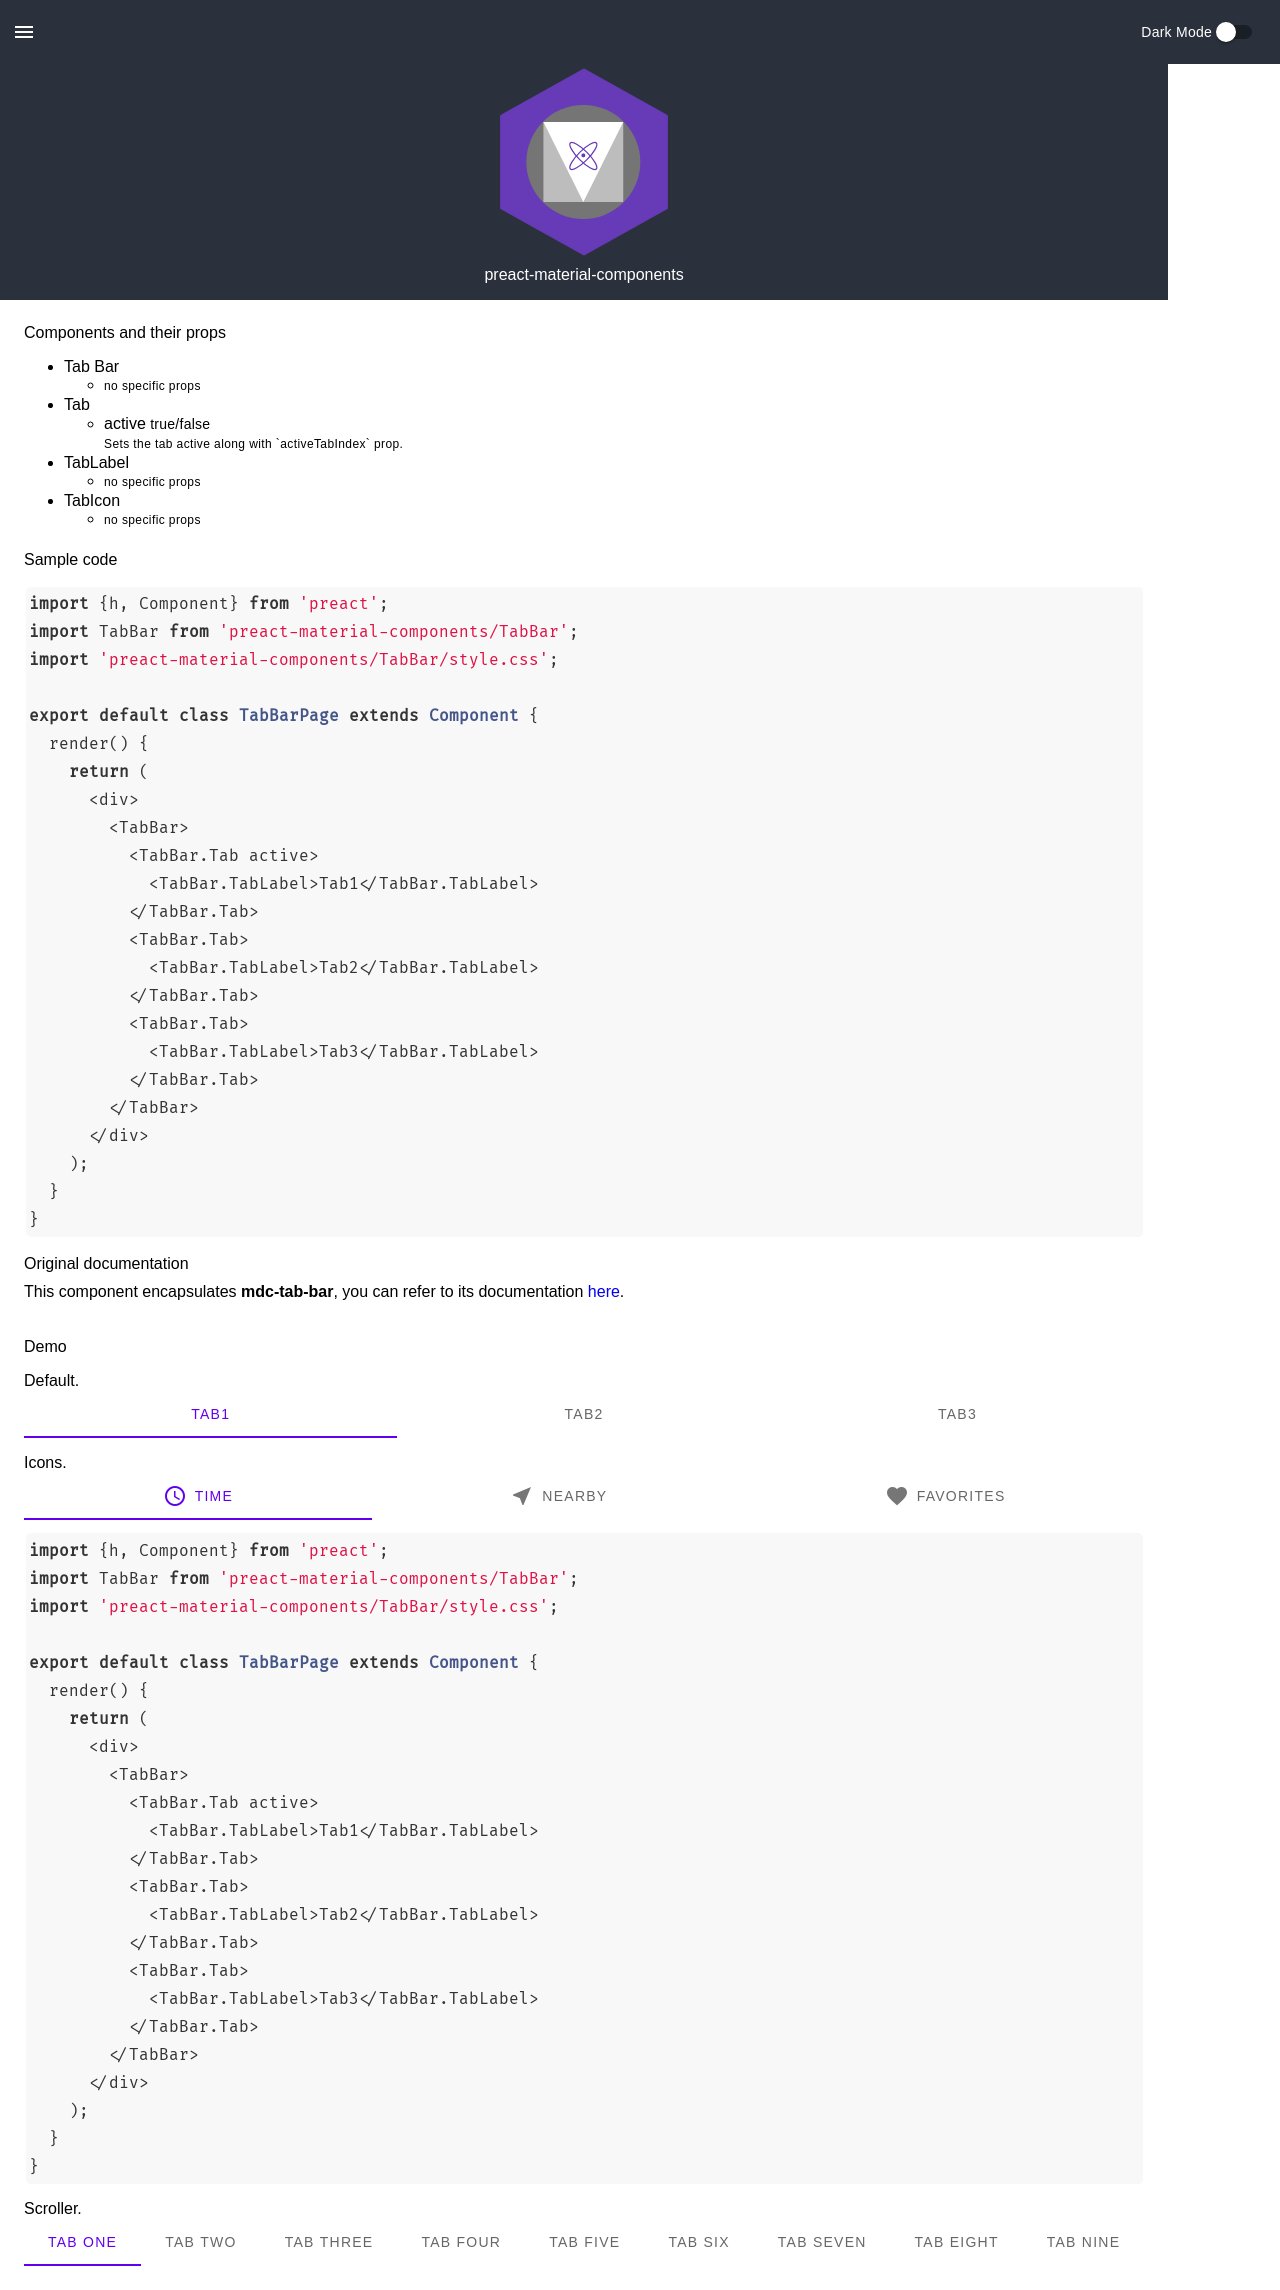 Dark Mode
preact-material-components
Components and their props
Tab Bar
no specific props
Tab
active true/false
Sets the tab active along with `activeTabIndex` prop.
TabLabel
no specific props
TabIcon
no specific props
Sample code
import {h, Component} from 'preact';
import TabBar from 'preact-material-components/TabBar';
import 'preact-material-components/TabBar/style.css';
export default class TabBarPage extends Component {
  render() {
    return (
      <div>
        <TabBar>
          <TabBar.Tab active>
            <TabBar.TabLabel>Tab1</TabBar.TabLabel>
          </TabBar.Tab>
          <TabBar.Tab>
            <TabBar.TabLabel>Tab2</TabBar.TabLabel>
          </TabBar.Tab>
          <TabBar.Tab>
            <TabBar.TabLabel>Tab3</TabBar.TabLabel>
          </TabBar.Tab>
        </TabBar>
      </div>
    );
  }
}
Original documentation
This component encapsulates mdc-tab-bar, you can refer to its documentation here.
Demo
Default.
TAB1 TAB2 TAB3
Icons.
TIME NEARBY FAVORITES
import {h, Component} from 'preact';
import TabBar from 'preact-material-components/TabBar';
import 'preact-material-components/TabBar/style.css';
export default class TabBarPage extends Component {
  render() {
    return (
      <div>
        <TabBar>
          <TabBar.Tab active>
            <TabBar.TabLabel>Tab1</TabBar.TabLabel>
          </TabBar.Tab>
          <TabBar.Tab>
            <TabBar.TabLabel>Tab2</TabBar.TabLabel>
          </TabBar.Tab>
          <TabBar.Tab>
            <TabBar.TabLabel>Tab3</TabBar.TabLabel>
          </TabBar.Tab>
        </TabBar>
      </div>
    );
  }
}
Scroller.
TAB ONE TAB TWO TAB THREE TAB FOUR TAB FIVE TAB SIX TAB SEVEN TAB EIGHT TAB NINE